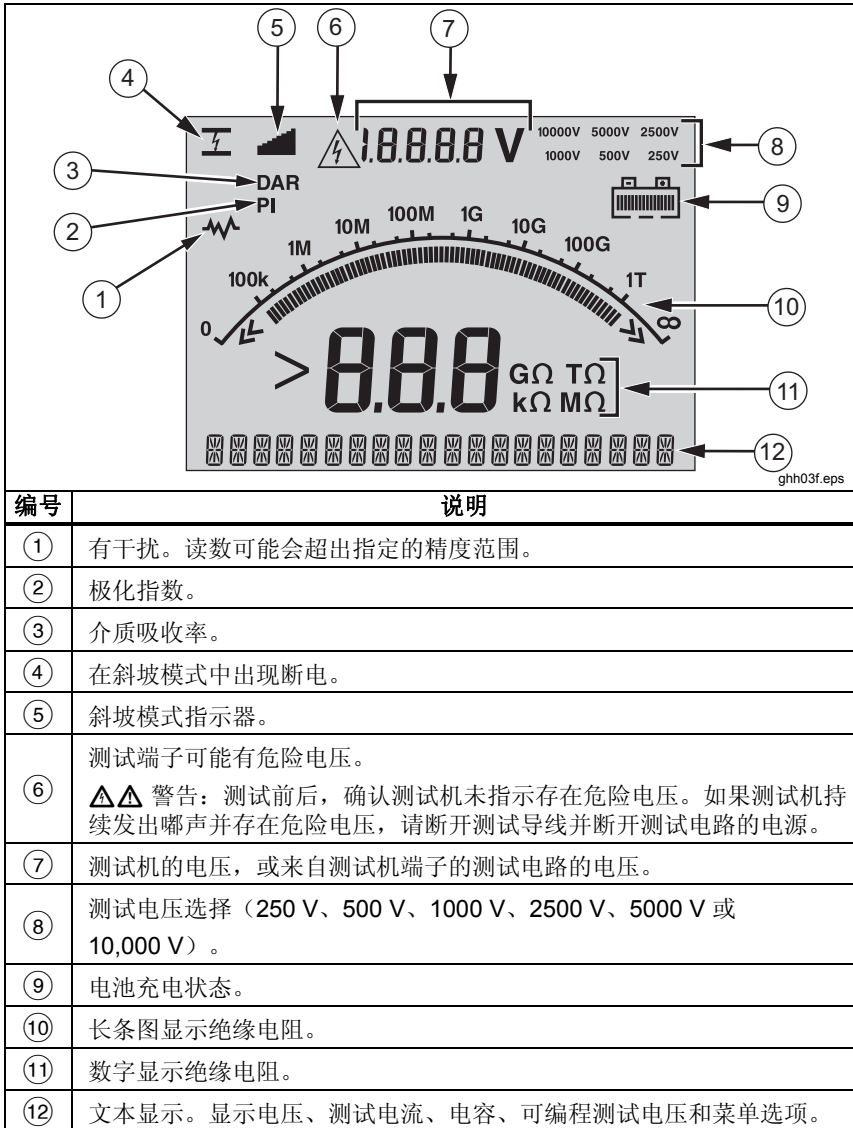 ⑤ ⑥ ⑦
④
18.8.8.8 V 10000V 5000V 2500V
1000V 500V 250V
⑧
③ DAR
② PI
⑨
①
0 100k 1M 10M 100M 1G 10G 100G 1T ∞
⑩
> 8.8.8 GΩ TΩ
kΩ MΩ
⑪
⑫
ghh03f.eps
编号 说明
① 有干扰。读数可能会超出指定的精度范围。
② 极化指数。
③ 介质吸收率。
④ 在斜坡模式中出现断电。
⑤ 斜坡模式指示器。
⑥ 测试端子可能有危险电压。
警告：测试前后，确认测试机未指示存在危险电压。如果测试机持
续发出嘟声并存在危险电压，请断开测试导线并断开测试电路的电源。
⑦ 测试机的电压，或来自测试机端子的测试电路的电压。
⑧ 测试电压选择（250 V、500 V、1000 V、2500 V、5000 V 或
10,000 V）。
⑨ 电池充电状态。
⑩ 长条图显示绝缘电阻。
⑪ 数字显示绝缘电阻。
⑫ 文本显示。显示电压、测试电流、电容、可编程测试电压和菜单选项。